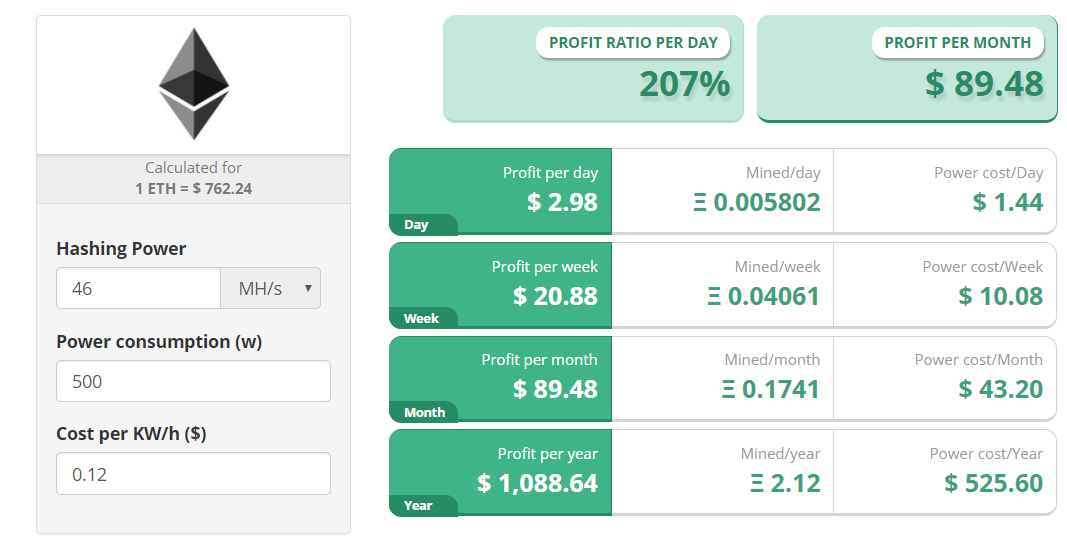 Calculated for
1 ETH = $ 762.24
Hashing Power
46 MH/s
Power consumption (w)
500
Cost per KW/h ($)
0.12
PROFIT RATIO PER DAY
207%
PROFIT PER MONTH
$ 89.48
Profit per day Mined/day Power cost/Day
$ 2.98 Ξ 0.005802 $ 1.44
Day
Profit per week Mined/week Power cost/Week
$ 20.88 Ξ 0.04061 $ 10.08
Week
Profit per month Mined/month Power cost/Month
$ 89.48 Ξ 0.1741 $ 43.20
Month
Profit per year Mined/year Power cost/Year
$ 1,088.64 Ξ 2.12 $ 525.60
Year